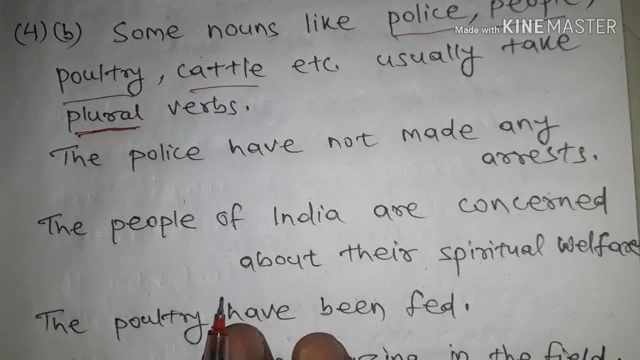 (4)(b) Some nouns like police, people,
Made with KINEMASTER
poultry, cattle etc. usually take
plural verbs.
The police have not made any
arrests.
The people of India are concerned
about their spiritual welfare
The poultry have been fed.
in the field.